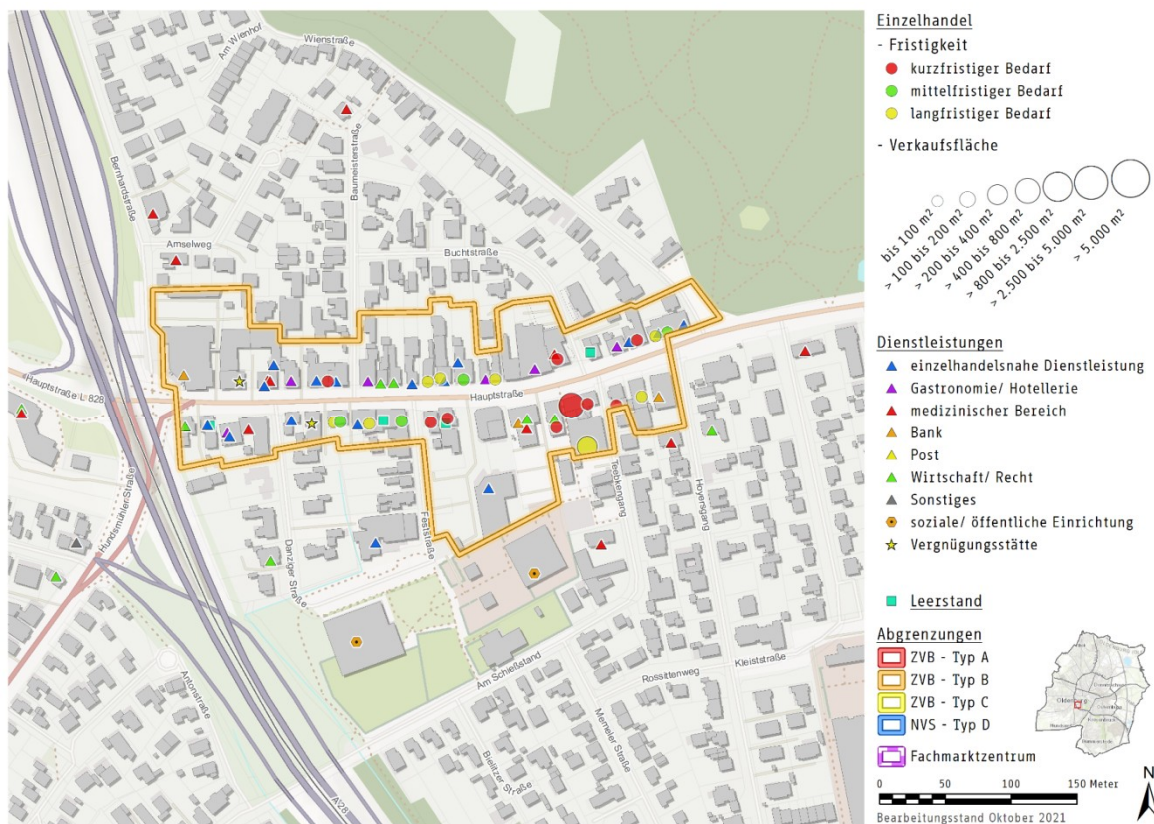 Einzelhandel
- Fristigkeit
kurzfristiger Bedarf
mittelfristiger Bedarf
langfristiger Bedarf
- Verkaufsfläche
bis 100 m²
> 100 bis 200 m²
> 200 bis 400 m²
> 400 bis 800 m²
> 800 bis 2.500 m²
> 2.500 bis 5.000 m²
> 5.000 m²
Dienstleistungen
einzelhandelsnahe Dienstleistung
Gastronomie/ Hotellerie
medizinischer Bereich
Bank
Post
Wirtschaft/ Recht
Sonstiges
soziale/ öffentliche Einrichtung
Vergnügungsstätte
Leerstand
Abgrenzungen
ZVB - Typ A
ZVB - Typ B
ZVB - Typ C
NVS - Typ D
Fachmarktzentrum
0 50 100 150 Meter
Bearbeitungsstand Oktober 2021
N
Am Wienhof
Wienstraße
Bernhardstraße
Baumeisterstraße
Amselweg
Buchtstraße
Hauptstraße L 828
Hauptstraße
Hundsmühler Straße
Danziger Straße
Feststraße
Teebkengang
Hoyersgang
Am Schießstand
Rossittenweg
Kleiststraße
Antonstraße
Bielitzer Straße
Memeler Straße
A 28